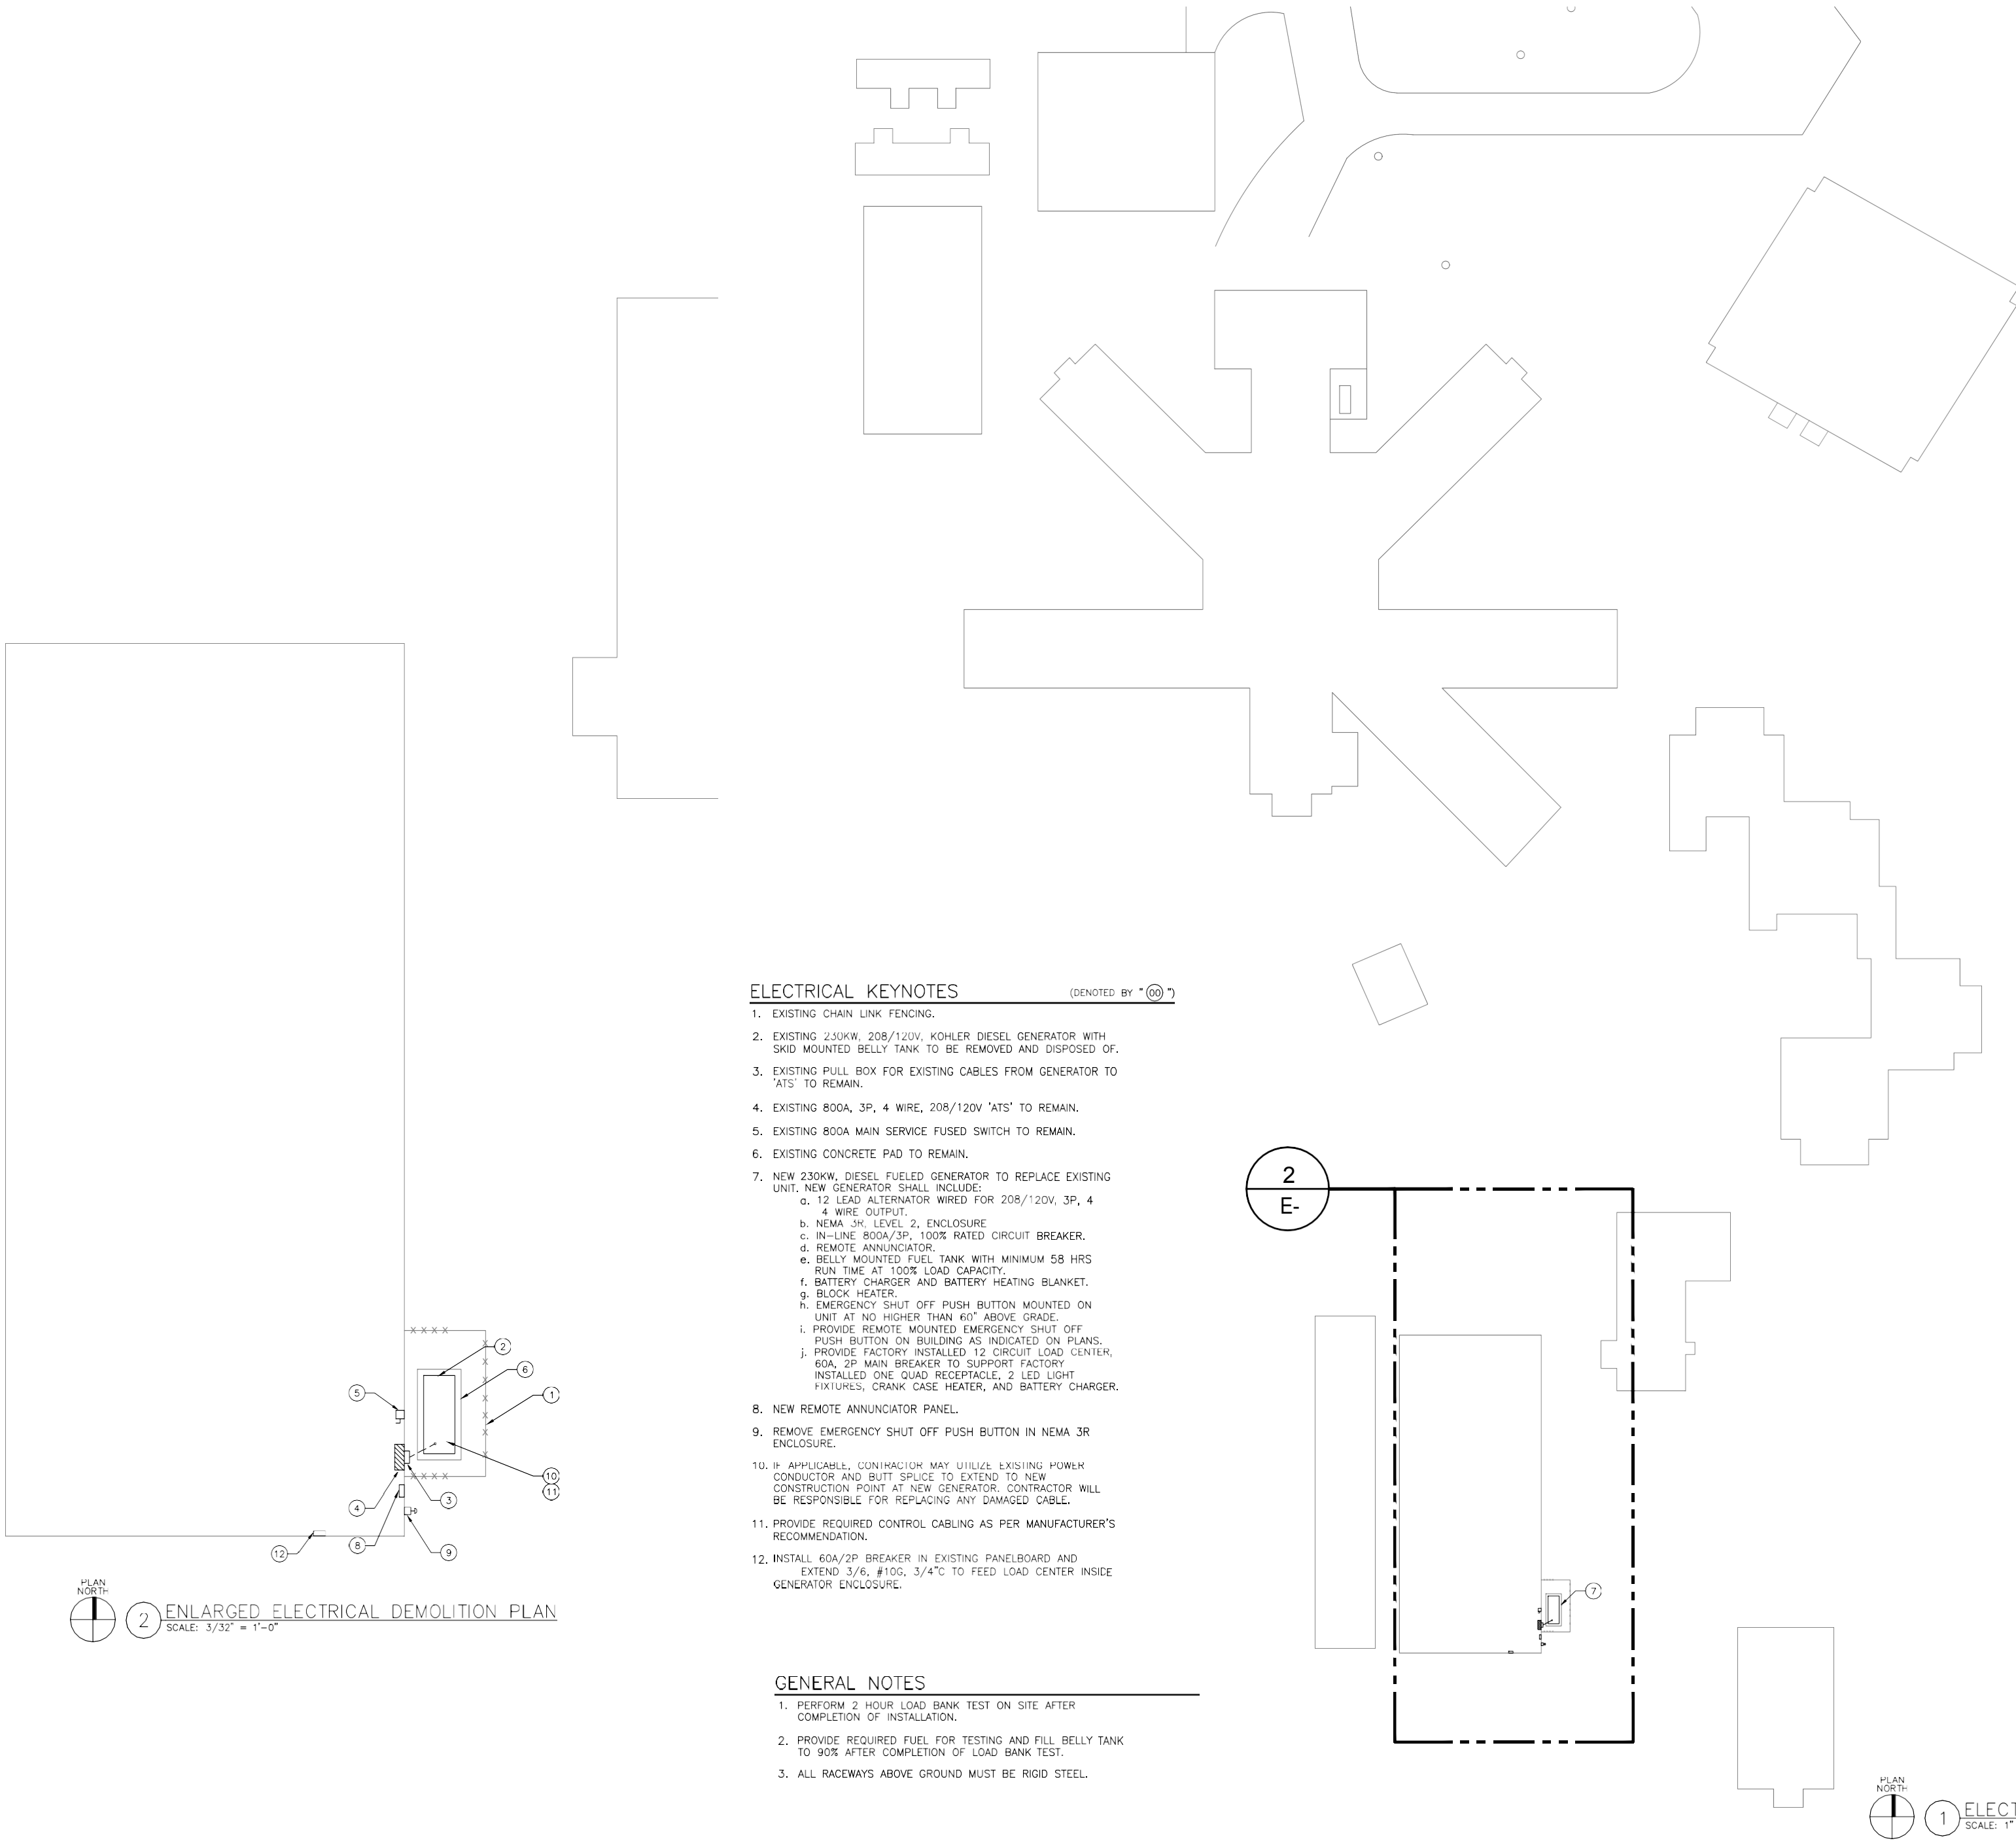 ELECTRICAL KEYNOTES (DENOTED BY "00")
1. EXISTING CHAIN LINK FENCING.
2. EXISTING 230KW, 208/120V, KOHLER DIESEL GENERATOR WITH
SKID MOUNTED BELLY TANK TO BE REMOVED AND DISPOSED OF.
3. EXISTING PULL BOX FOR EXISTING CABLES FROM GENERATOR TO
'ATS' TO REMAIN.
4. EXISTING 800A, 3P, 4 WIRE, 208/120V 'ATS' TO REMAIN.
5. EXISTING 800A MAIN SERVICE FUSED SWITCH TO REMAIN.
6. EXISTING CONCRETE PAD TO REMAIN.
7. NEW 230KW, DIESEL FUELED GENERATOR TO REPLACE EXISTING
UNIT. NEW GENERATOR SHALL INCLUDE:
a. 12 LEAD ALTERNATOR WIRED FOR 208/120V, 3P, 4
4 WIRE OUTPUT.
b. NEMA 3R, LEVEL 2, ENCLOSURE
c. IN-LINE 800A/3P, 100% RATED CIRCUIT BREAKER.
d. REMOTE ANNUNCIATOR.
e. BELLY MOUNTED FUEL TANK WITH MINIMUM 58 HRS
RUN TIME AT 100% LOAD CAPACITY.
f. BATTERY CHARGER AND BATTERY HEATING BLANKET.
g. BLOCK HEATER.
h. EMERGENCY SHUT OFF PUSH BUTTON MOUNTED ON
UNIT AT NO HIGHER THAN 60" ABOVE GRADE.
i. PROVIDE REMOTE MOUNTED EMERGENCY SHUT OFF
PUSH BUTTON ON BUILDING AS INDICATED ON PLANS.
j. PROVIDE FACTORY INSTALLED 12 CIRCUIT LOAD CENTER,
60A, 2P MAIN BREAKER TO SUPPORT FACTORY
INSTALLED ONE QUAD RECEPTACLE, 2 LED LIGHT
FIXTURES, CRANK CASE HEATER, AND BATTERY CHARGER.
8. NEW REMOTE ANNUNCIATOR PANEL.
9. REMOVE EMERGENCY SHUT OFF PUSH BUTTON IN NEMA 3R
ENCLOSURE.
10. IF APPLICABLE, CONTRACTOR MAY UTILIZE EXISTING POWER
CONDUCTOR AND BUTT SPLICE TO EXTEND TO NEW
CONSTRUCTION POINT AT NEW GENERATOR. CONTRACTOR WILL
BE RESPONSIBLE FOR REPLACING ANY DAMAGED CABLE.
11. PROVIDE REQUIRED CONTROL CABLING AS PER MANUFACTURER'S
RECOMMENDATION.
12. INSTALL 60A/2P BREAKER IN EXISTING PANELBOARD AND
EXTEND 3/6, #10G, 3/4"C TO FEED LOAD CENTER INSIDE
GENERATOR ENCLOSURE.
GENERAL NOTES
1. PERFORM 2 HOUR LOAD BANK TEST ON SITE AFTER
COMPLETION OF INSTALLATION.
2. PROVIDE REQUIRED FUEL FOR TESTING AND FILL BELLY TANK
TO 90% AFTER COMPLETION OF LOAD BANK TEST.
3. ALL RACEWAYS ABOVE GROUND MUST BE RIGID STEEL.
2
6
5
1
10
11
4
3
8
9
12
PLAN
NORTH
2 ENLARGED ELECTRICAL DEMOLITION PLAN
SCALE: 3/32" = 1'-0"
2
E-
7
PLAN
NORTH
1 ELECT
SCALE: 1"